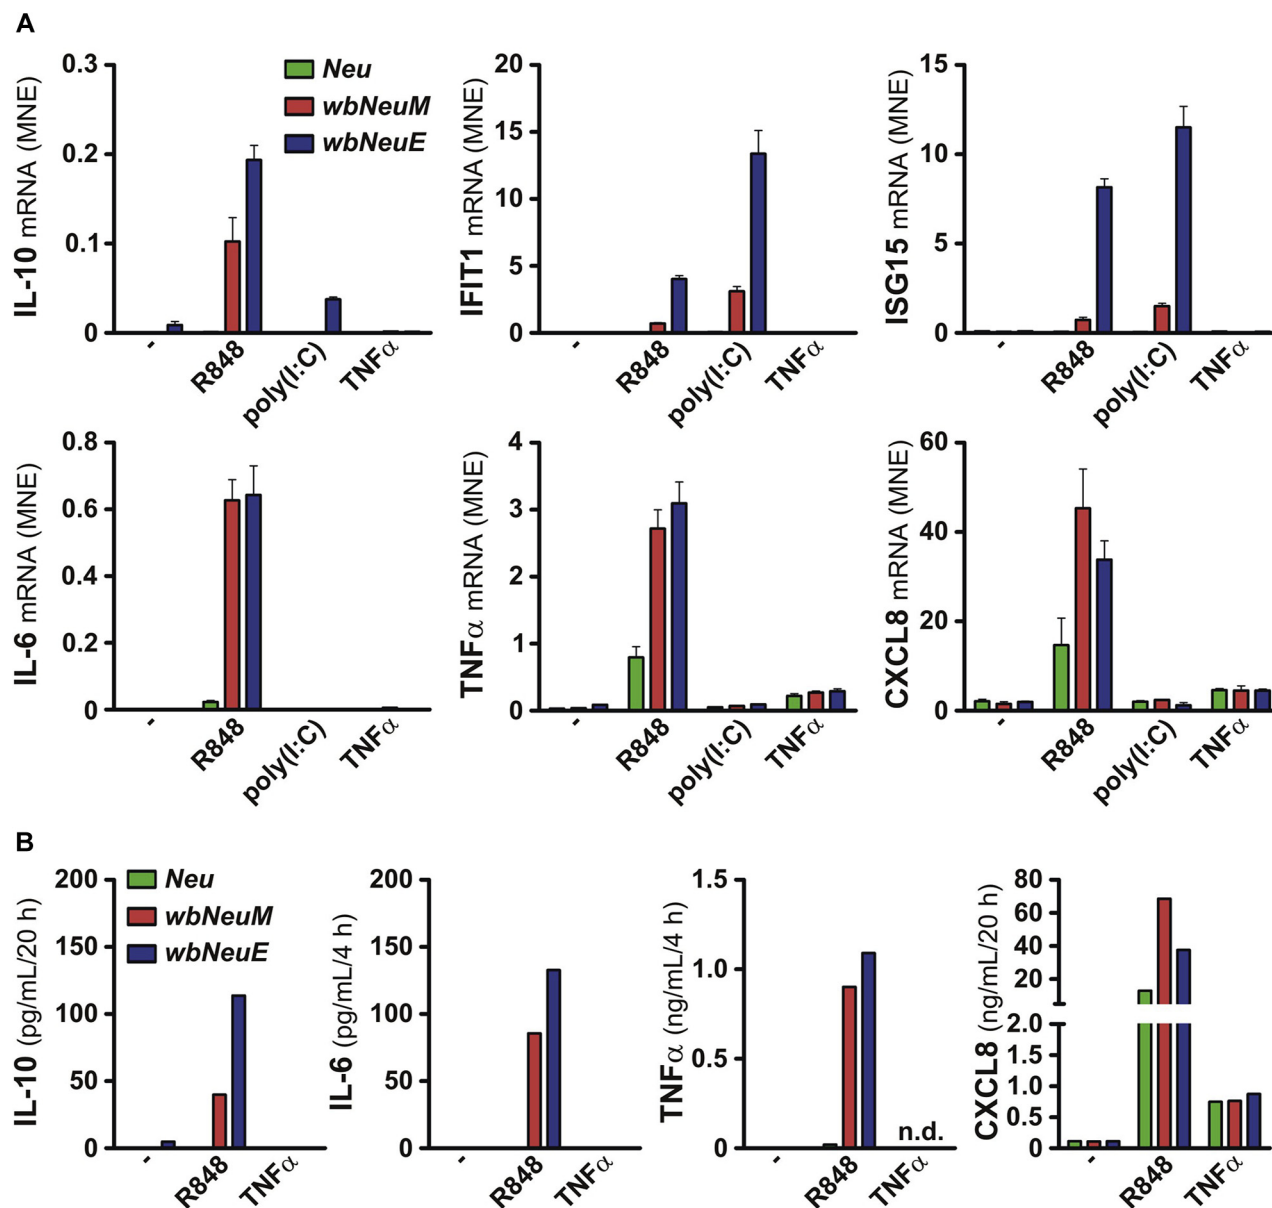 A
IL-10 mRNA (MNE)
0.3
0.2
0.1
0
Neu
wbNeuM
wbNeuE
-
R848
poly(I:C)
TNFα
IFIT1 mRNA (MNE)
20
15
10
5
0
-
R848
poly(I:C)
TNFα
ISG15 mRNA (MNE)
15
10
5
0
-
R848
poly(I:C)
TNFα
IL-6 mRNA (MNE)
0.8
0.6
0.4
0.2
0
-
R848
poly(I:C)
TNFα
TNFα mRNA (MNE)
4
3
2
1
0
-
R848
poly(I:C)
TNFα
CXCL8 mRNA (MNE)
60
40
20
0
-
R848
poly(I:C)
TNFα
B
IL-10 (pg/mL/20 h)
200
150
100
50
0
Neu
wbNeuM
wbNeuE
-
R848
TNFα
IL-6 (pg/mL/4 h)
200
150
100
50
0
-
R848
TNFα
TNFα (ng/mL/4 h)
1.5
1.0
0.5
0
n.d.
-
R848
TNFα
CXCL8 (ng/mL/20 h)
80
60
40
20
2.0
1.5
1.0
0.5
0
-
R848
TNFα